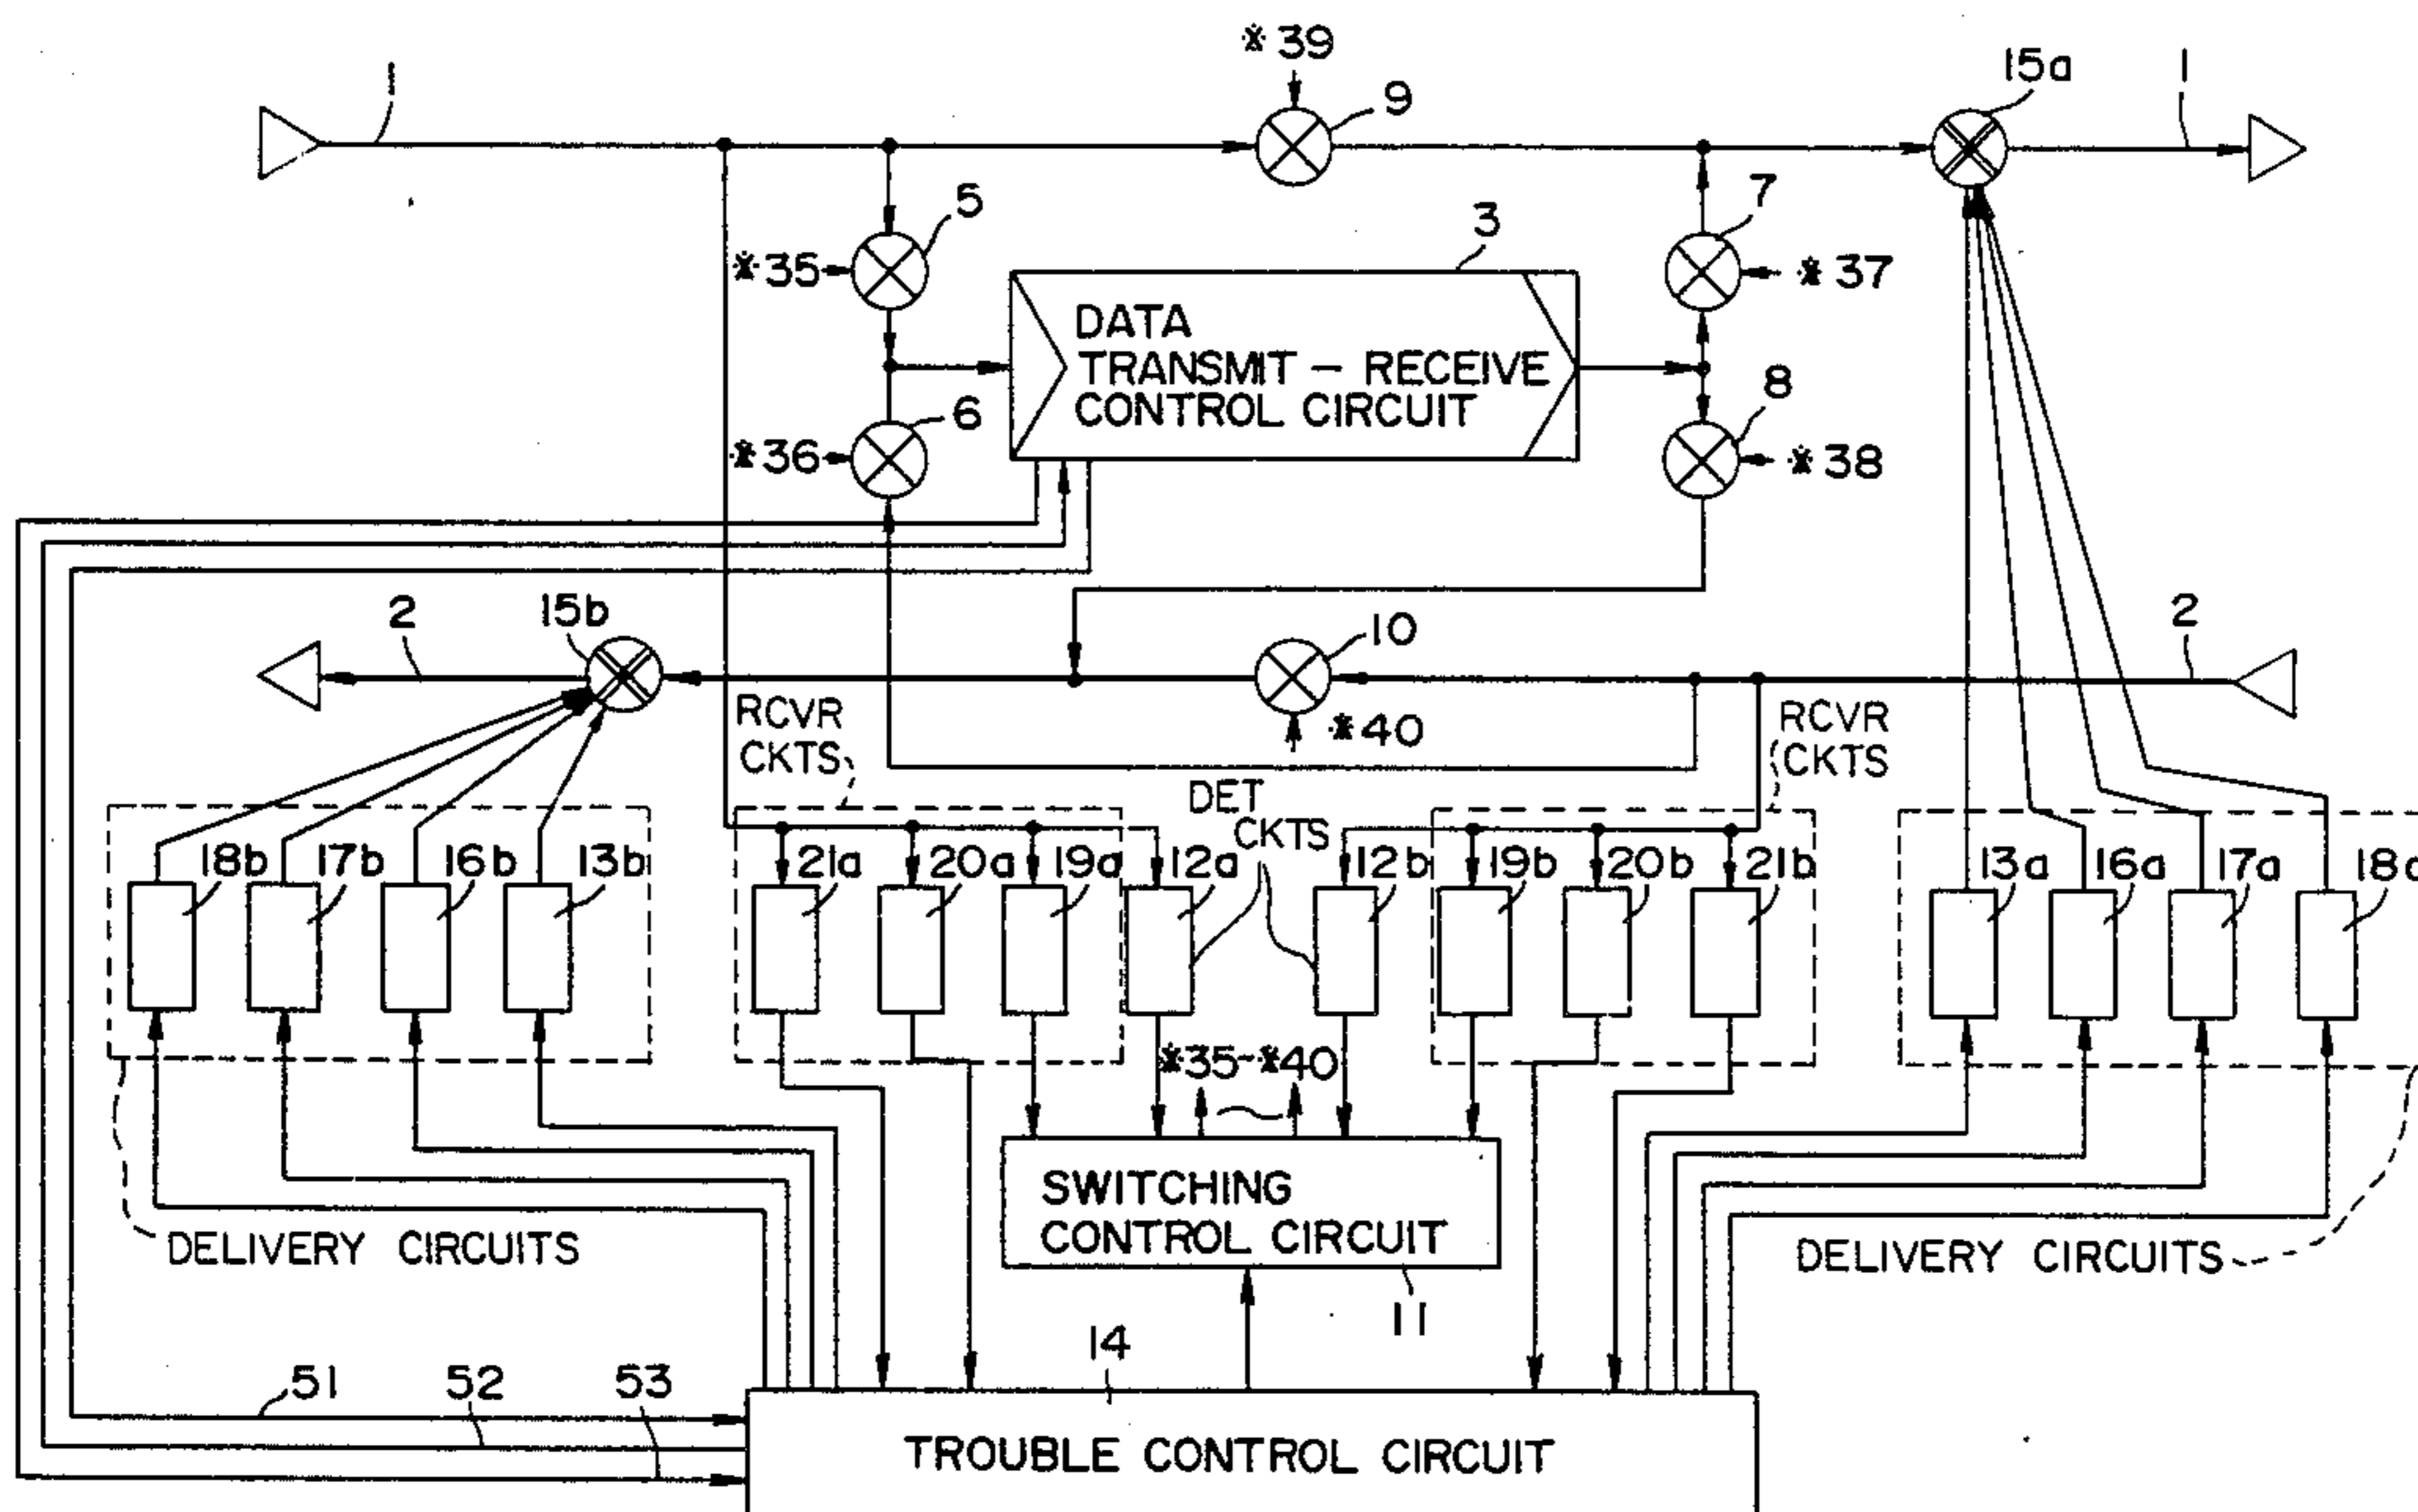 *39
1
9
15a
1
5
7
*35
3
*37
DATA
TRANSMIT - RECEIVE
CONTROL CIRCUIT
6
8
*36
*38
2
15b
10
2
RCVR
CKTS
*40
RCVR
CKTS
DET
CKTS
18b
17b
16b
13b
21a
20a
19a
12a
12b
19b
20b
21b
13a
16a
17a
*35~*40
SWITCHING
CONTROL CIRCUIT
DELIVERY CIRCUITS
DELIVERY CIRCUITS
11
14
51
52
53
TROUBLE CONTROL CIRCUIT